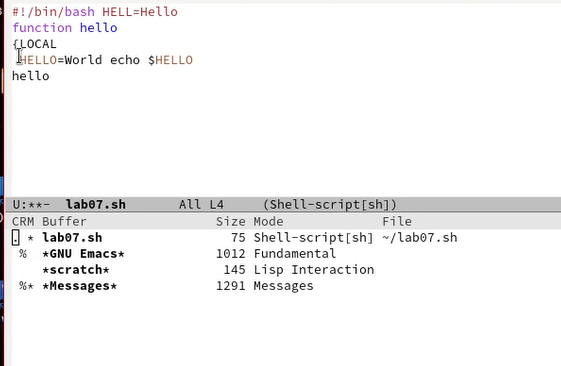 #!/bin/bash HELL=Hello
function hello
{LOCAL
HELLO=World echo $HELLO
hello
U:**-  lab07.sh       All L4     (Shell-script[sh])
CRM Buffer              Size Mode             File
. * lab07.sh              75 Shell-script[sh] ~/lab07.sh
 %  *GNU Emacs*         1012 Fundamental
    *scratch*            145 Lisp Interaction
 %* *Messages*          1291 Messages